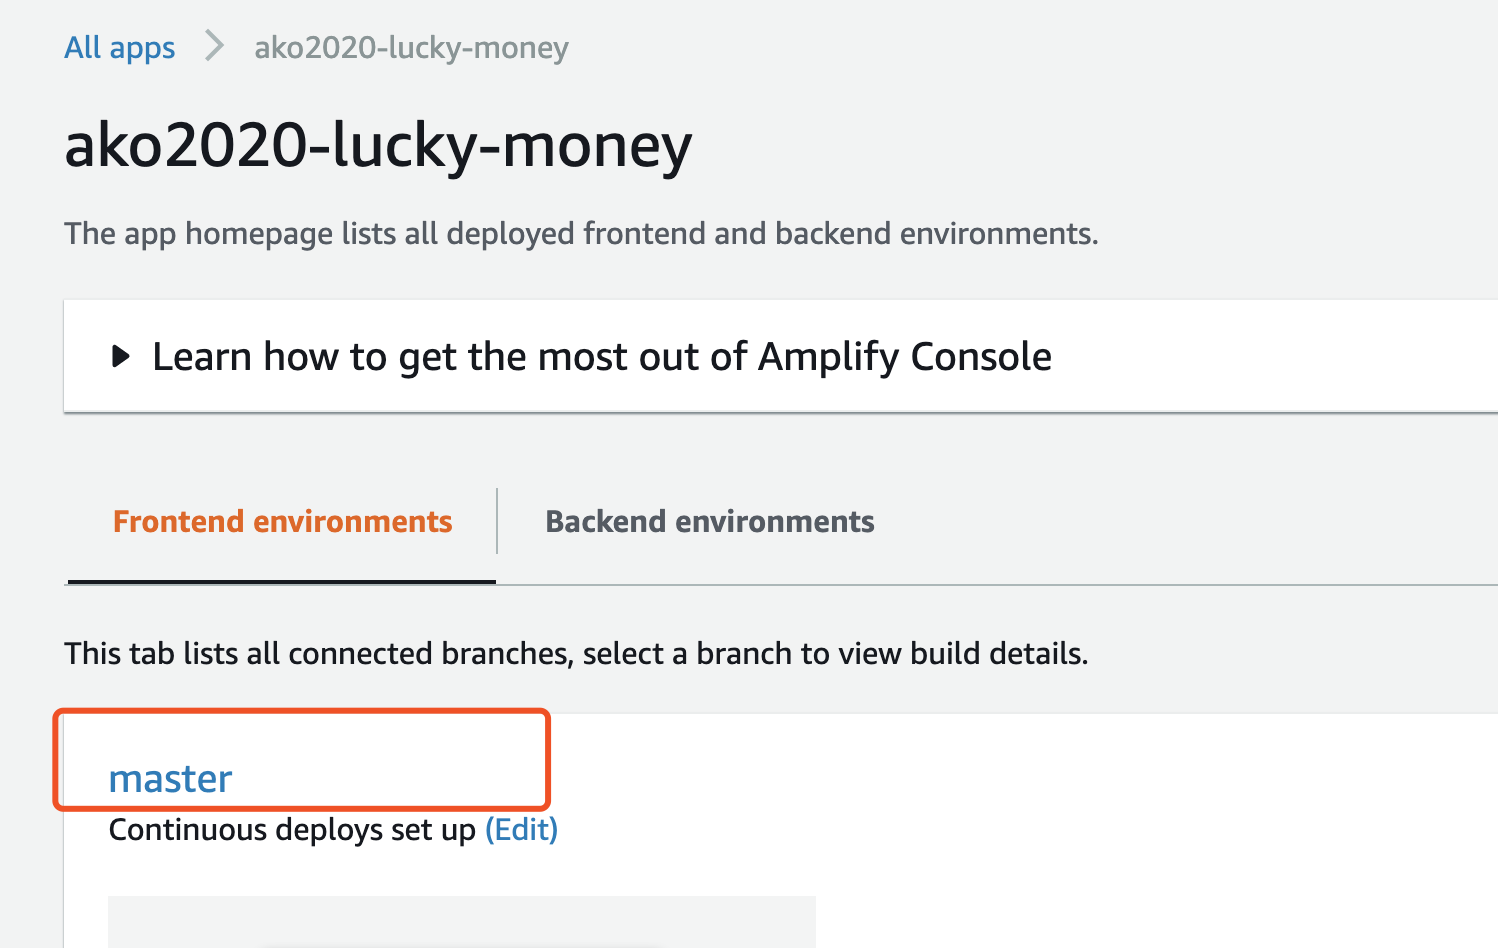 All apps > ako2020-lucky-money
ako2020-lucky-money
The app homepage lists all deployed frontend and backend environments.
Learn how to get the most out of Amplify Console
Frontend environments Backend environments
This tab lists all connected branches, select a branch to view build details.
master
Continuous deploys set up (Edit)